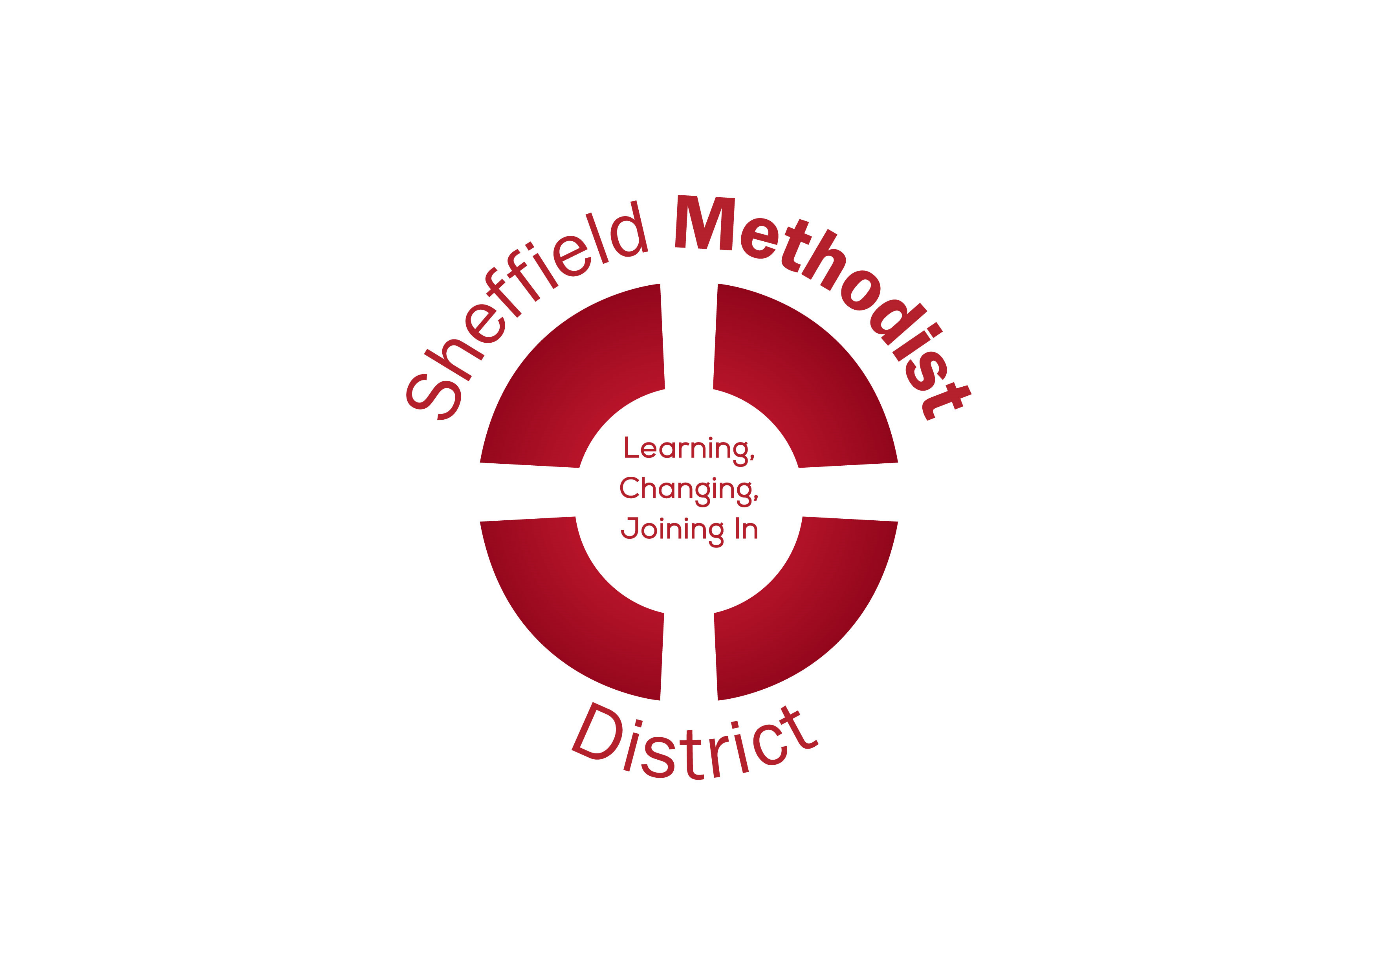 Sheffield Methodist
Learning,
Changing,
Joining In
District